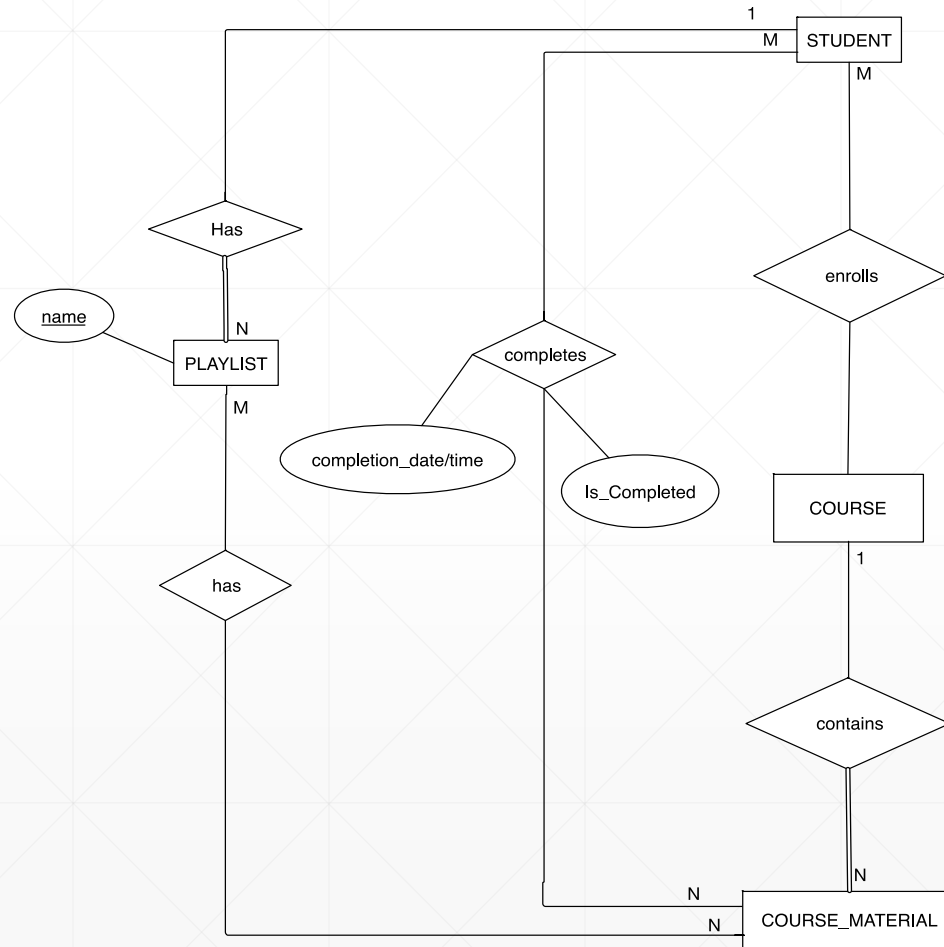 1
STUDENT
M
M
Has
enrolls
name
N
PLAYLIST
completes
M
completion_date/time
Is_Completed
COURSE
1
has
contains
N
N
COURSE_MATERIAL
N